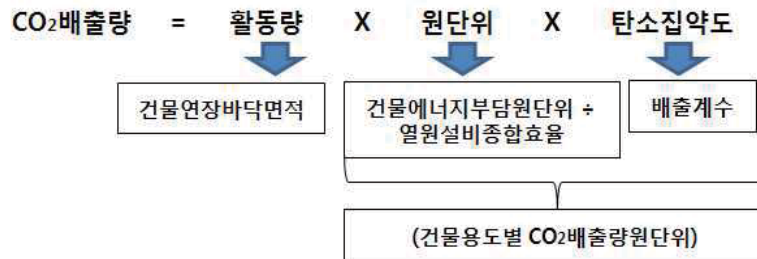 CO2배출량 = 활동량 X 원단위 X 탄소집약도
건물연장바닥면적
건물에너지부담원단위 ÷
열원설비종합효율
배출계수
(건물용도별 CO2배출량원단위)